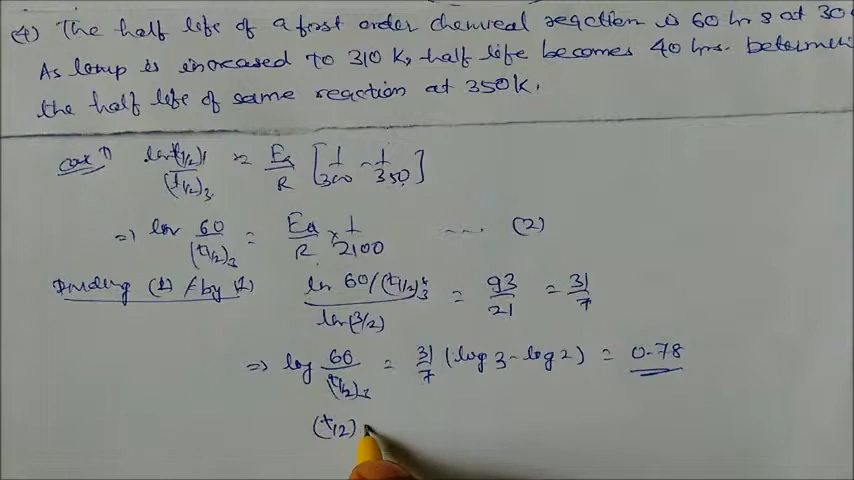 (4) The half life of a first order chemical reaction is 60 hrs at 30
As temp is increased to 310 K, half life becomes 40 hrs. Determin
the half life of same reaction at 350K.
ln (t1/2)1 / (t1/2)3 = Ea/R [1/300 - 1/350]
=> ln 60/(t1/2)3 = Ea/R × 1/2100 .... (2)
Dividing (2) by (1) ln 60/(t1/2)3 / ln(3/2) = 93/21 = 31/7
=> log 60/(t1/2)3 = 31/7 (log 3 - log 2) = 0.78
(t1/2)